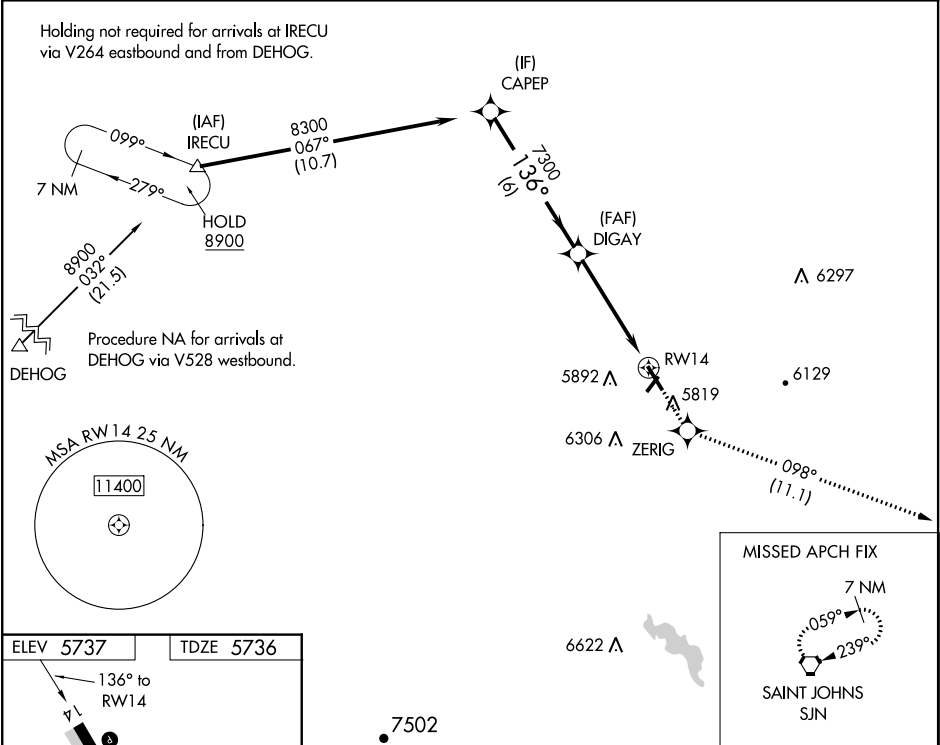 Holding not required for arrivals at IRECU
via V264 eastbound and from DEHOG.
(IF)
CAPEP
(IAF)
IRECU
099°
279°
7 NM
HOLD
8900
8300
067°
(10.7)
7300
136°
(6)
(FAF)
DIGAY
8900
032°
(21.5)
DEHOG
Procedure NA for arrivals at
DEHOG via V528 westbound.
6297
RW14
5892
5819
6129
6306
ZERIG
098°
(11.1)
MSA RW14 25 NM
11400
MISSED APCH FIX
7 NM
059°
239°
SAINT JOHNS
SJN
6622
ELEV 5737
TDZE 5736
136° to
RW14
14
P
7502